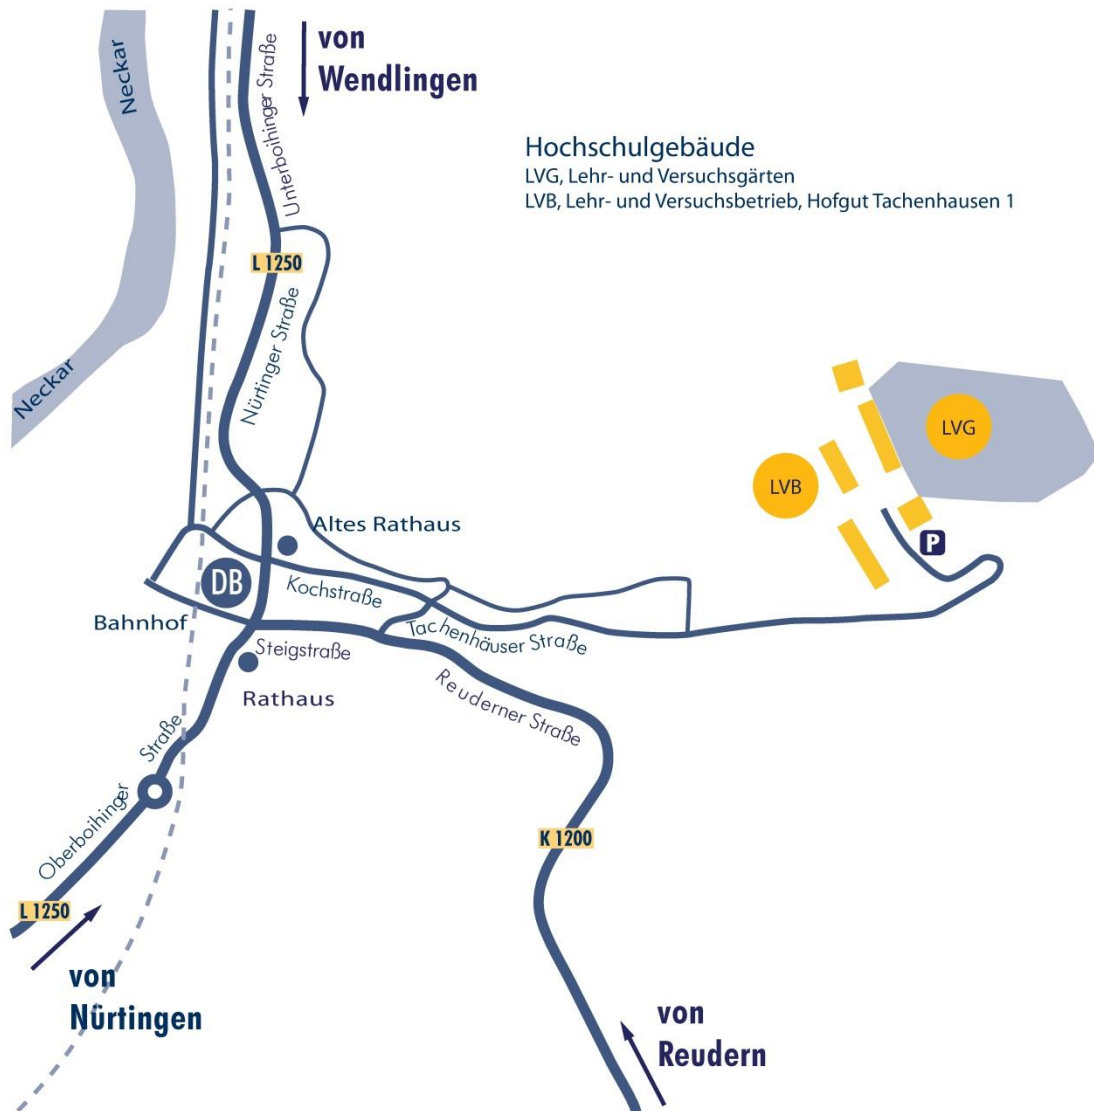 von
Wendlingen
Neckar
Unterboihinger Straße
Hochschulgebäude
LVG, Lehr- und Versuchsgärten
LVB, Lehr- und Versuchsbetrieb, Hofgut Tachenhausen 1
L 1250
Nürtinger Straße
Neckar
LVG
LVB
Altes Rathaus
P
DB
Kochstraße
Bahnhof
Tachenhäuser Straße
Steigstraße
Rathaus
Reuderner Straße
Oberboihinger Straße
K 1200
L 1250
von
Nürtingen
von
Reudern